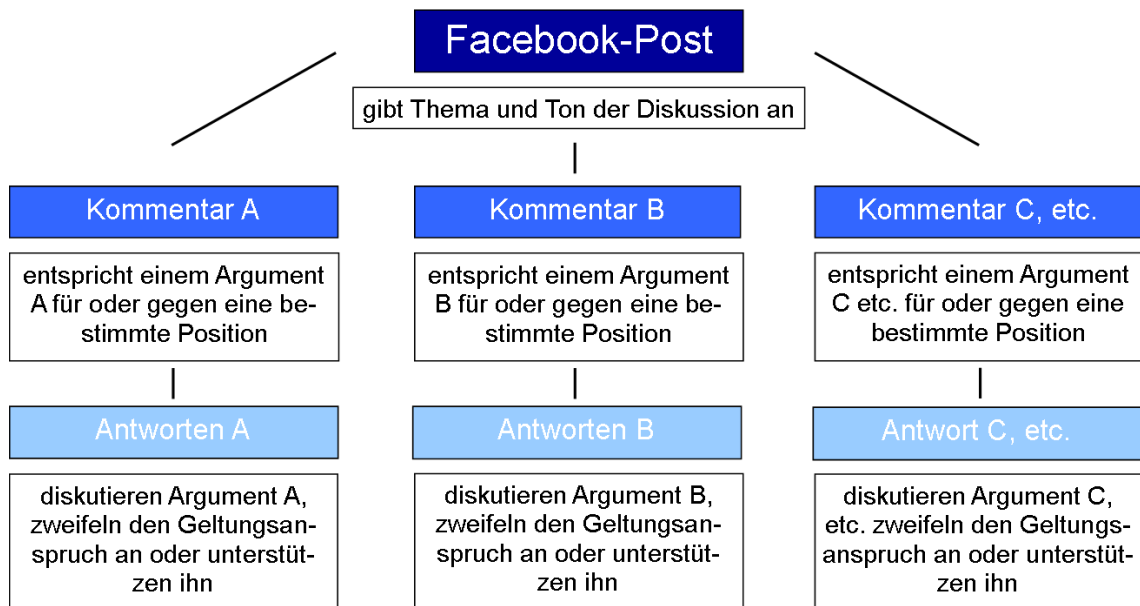 Facebook-Post
gibt Thema und Ton der Diskussion an
Kommentar A
entspricht einem Argument
A für oder gegen eine be-
stimmte Position
Antworten A
diskutieren Argument A,
zweifeln den Geltungsan-
spruch an oder unterstüt-
zen ihn
Kommentar B
entspricht einem Argument
B für oder gegen eine be-
stimmte Position
Antworten B
diskutieren Argument B,
zweifeln den Geltungsan-
spruch an oder unterstüt-
zen ihn
Kommentar C, etc.
entspricht einem Argument
C etc. für oder gegen eine
bestimmte Position
Antwort C, etc.
diskutieren Argument C,
etc. zweifeln den Geltungs-
anspruch an oder unterstüt-
zen ihn